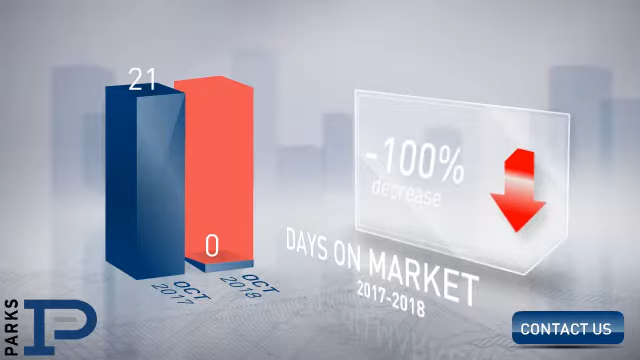 21
0
OCT
2017
OCT
2018
-100%
decrease
DAYS ON MARKET
2017-2018
PARKS
P
CONTACT US